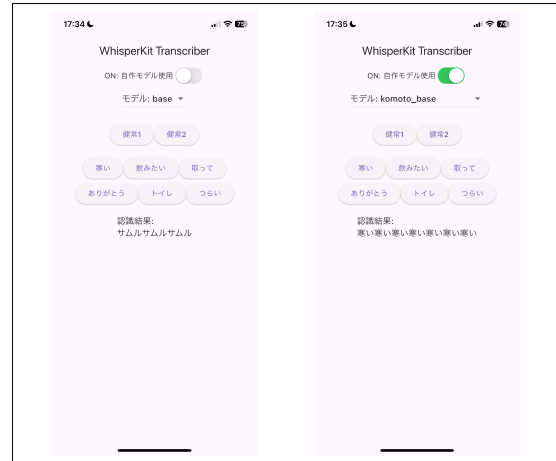 17:34
75
WhisperKit Transcriber
ON: 自作モデル使用
モデル: base
健常1 健常2
寒い 飲みたい 取って
ありがとう トイレ つらい
認識結果:
サムルサムルサムル
17:35
WhisperKit Transcriber
ON: 自作モデル使用
モデル: komoto_base
健常1 健常2
寒い 飲みたい 取って
ありがとう トイレ つらい
認識結果:
寒い寒い寒い寒い寒い寒い寒い